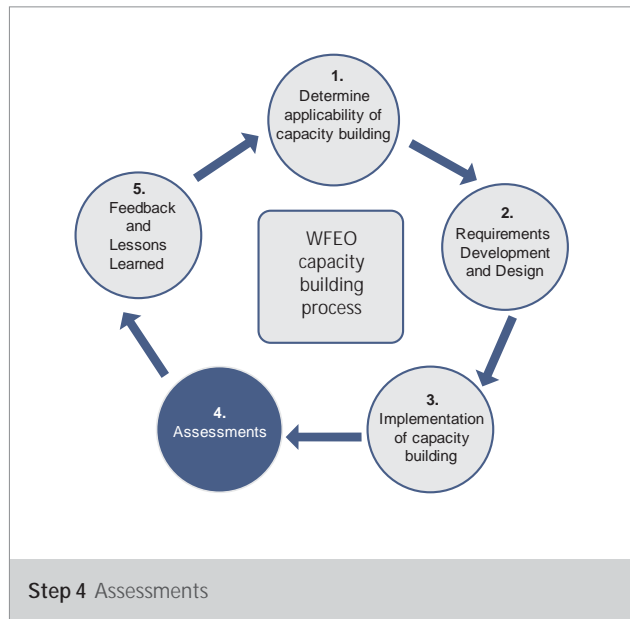 1.
Determine
applicability of
capacity building
2.
Requirements
Development
and Design
3.
Implementation
of capacity
building
4.
Assessments
5.
Feedback
and
Lessons
Learned
WFEO
capacity
building
process
Step 4 Assessments